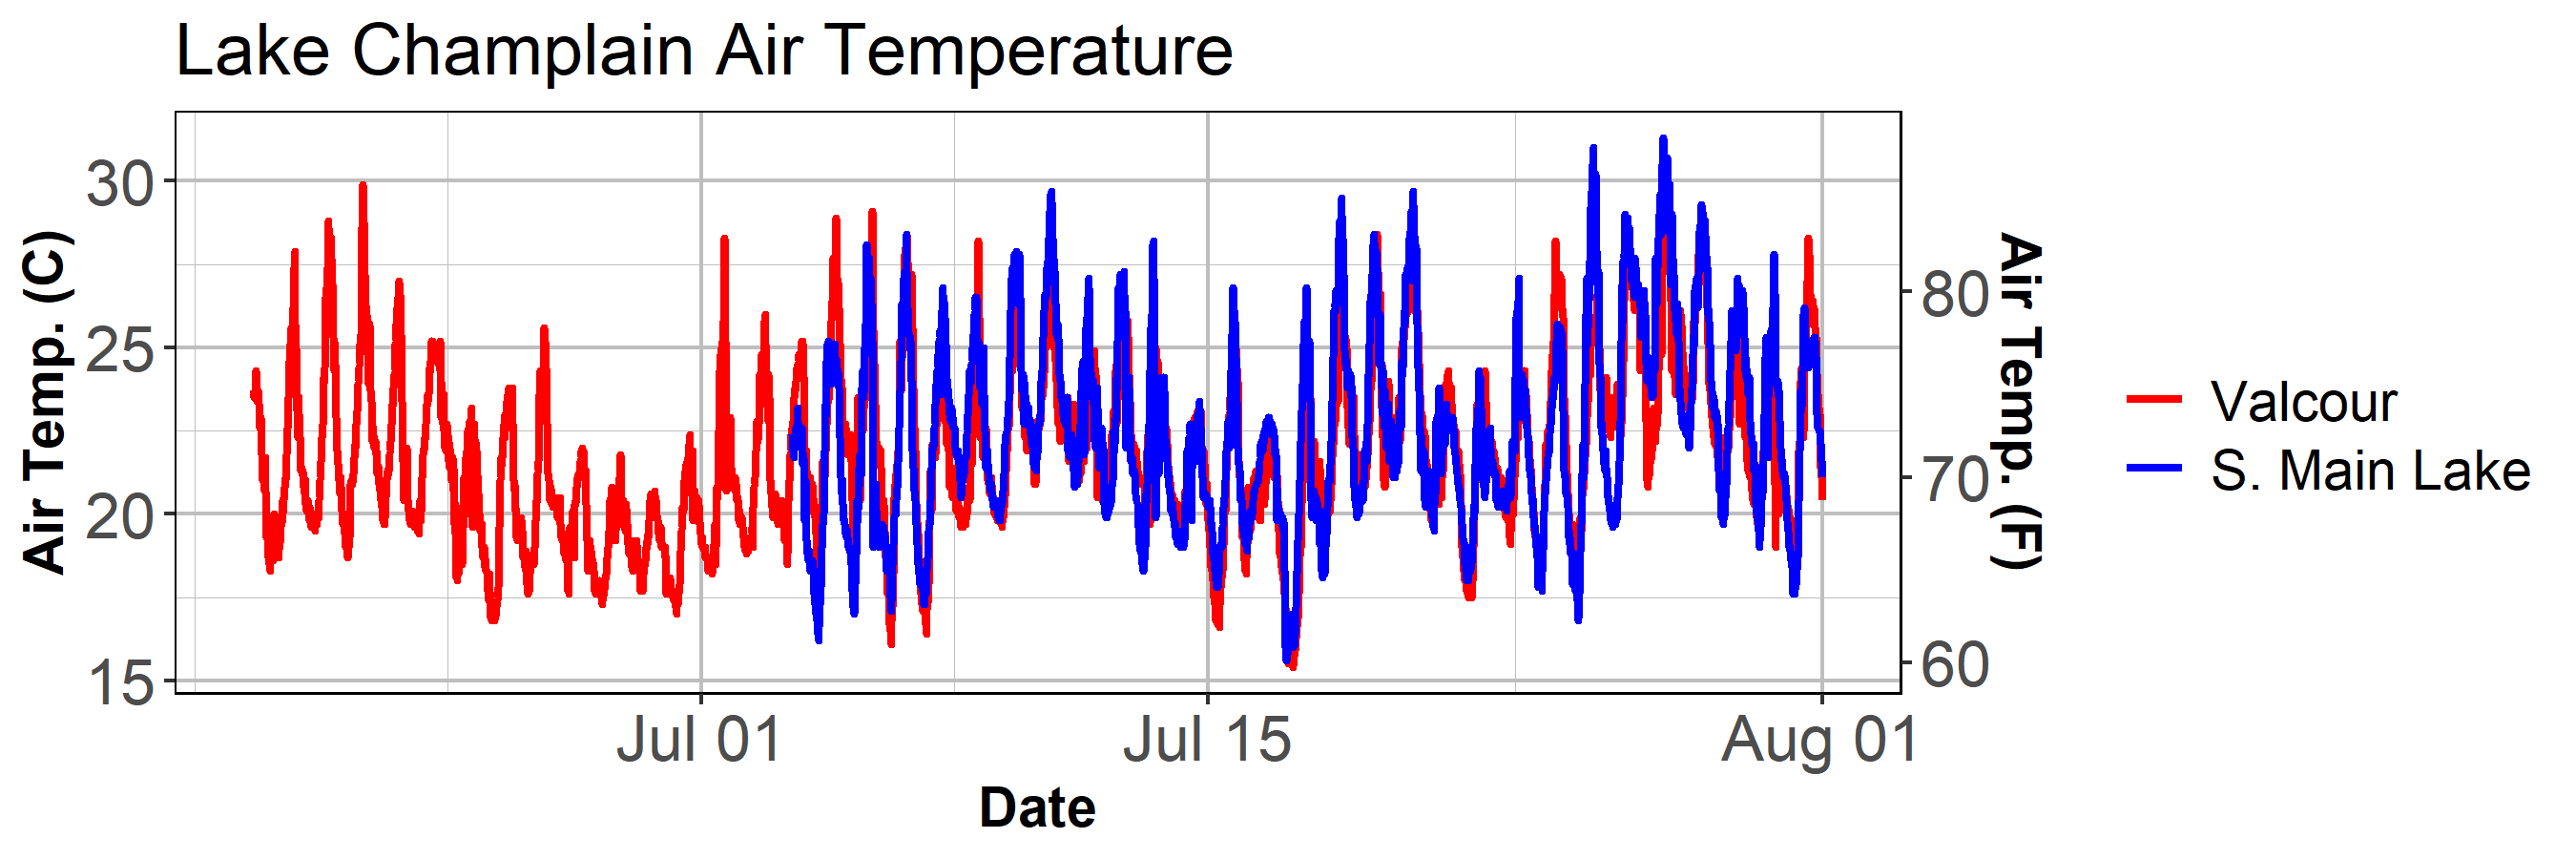 Lake Champlain Air Temperature
Air Temp. (C)
30
25
20
15
Air Temp. (F)
80
70
60
Jul 01
Jul 15
Aug 01
Date
Valcour
S. Main Lake